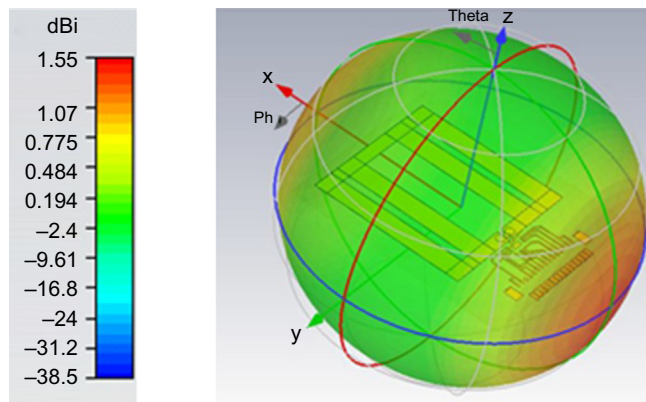 dBi
1.55
1.07
0.775
0.484
0.194
–2.4
–9.61
–16.8
–24
–31.2
–38.5
Theta
z
x
Ph
y